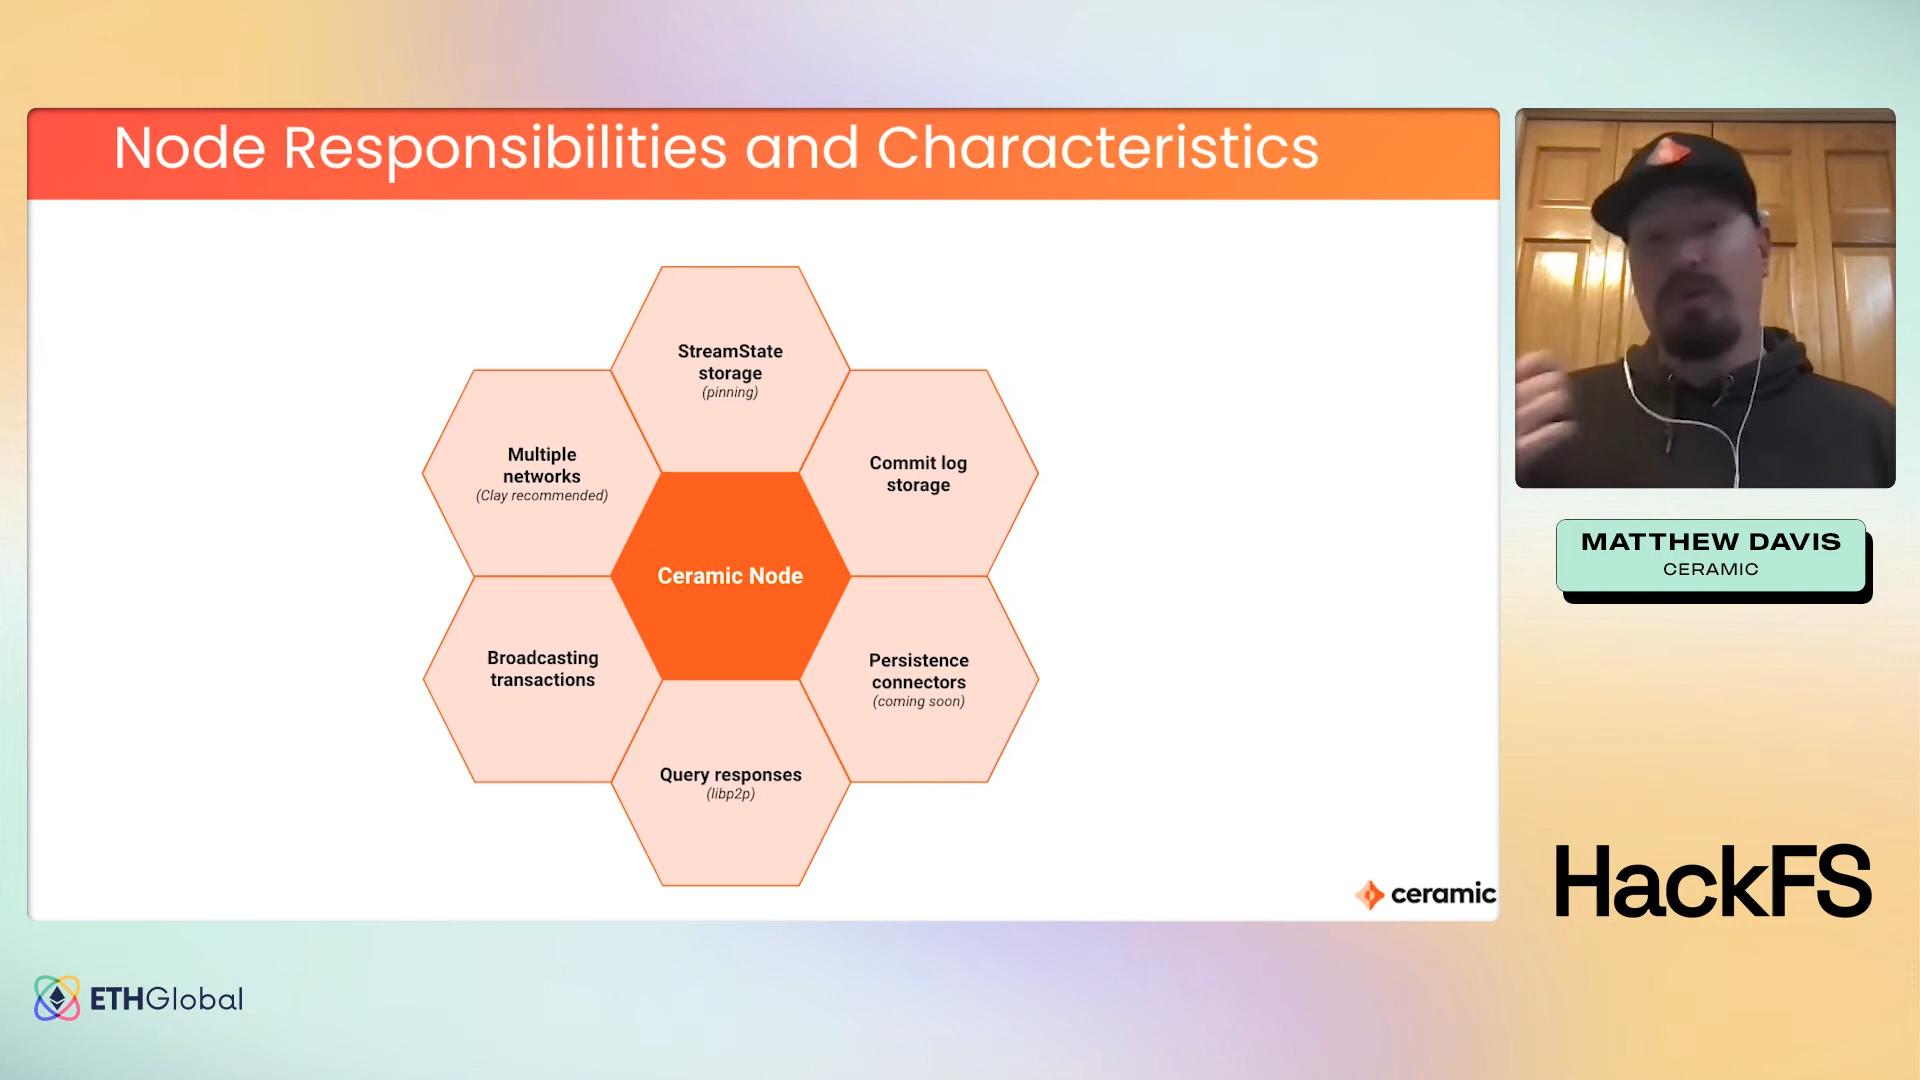 Node Responsibilities and Characteristics
StreamState
storage
(pinning)
Multiple
networks
(Clay recommended)
Commit log
storage
Ceramic Node
Broadcasting
transactions
Persistence
connectors
(coming soon)
Query responses
(libp2p)
ceramic
MATTHEW DAVIS
CERAMIC
HackFS
ETHGlobal